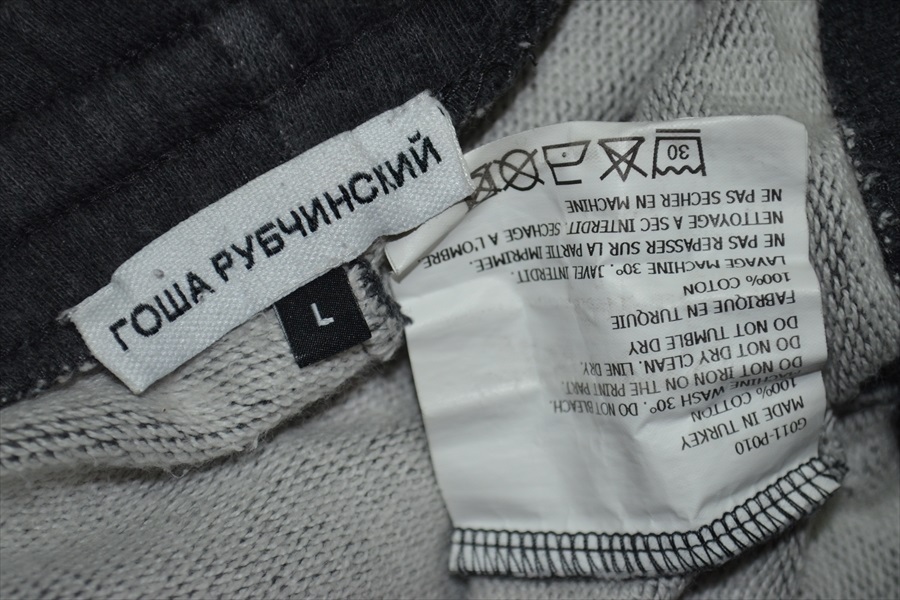 ГОША РУБЧИНСКИЙ
L
G011-P010
MADE IN TURKEY
100% COTTON
MACHINE WASH 30°. DO NOT BLEACH.
DO NOT IRON ON THE PRINT PART.
DO NOT DRY CLEAN. LINE DRY.
DO NOT TUMBLE DRY
FABRIQUE EN TURQUIE
100% COTON
LAVAGE MACHINE 30°. JAVEL INTERDIT.
NE PAS REPASSER SUR LA PARTIE IMPRIMÉE.
NETTOYAGE A SEC INTERDIT. SECHAGE A L'OMBRE
NE PAS SECHER EN MACHINE
30